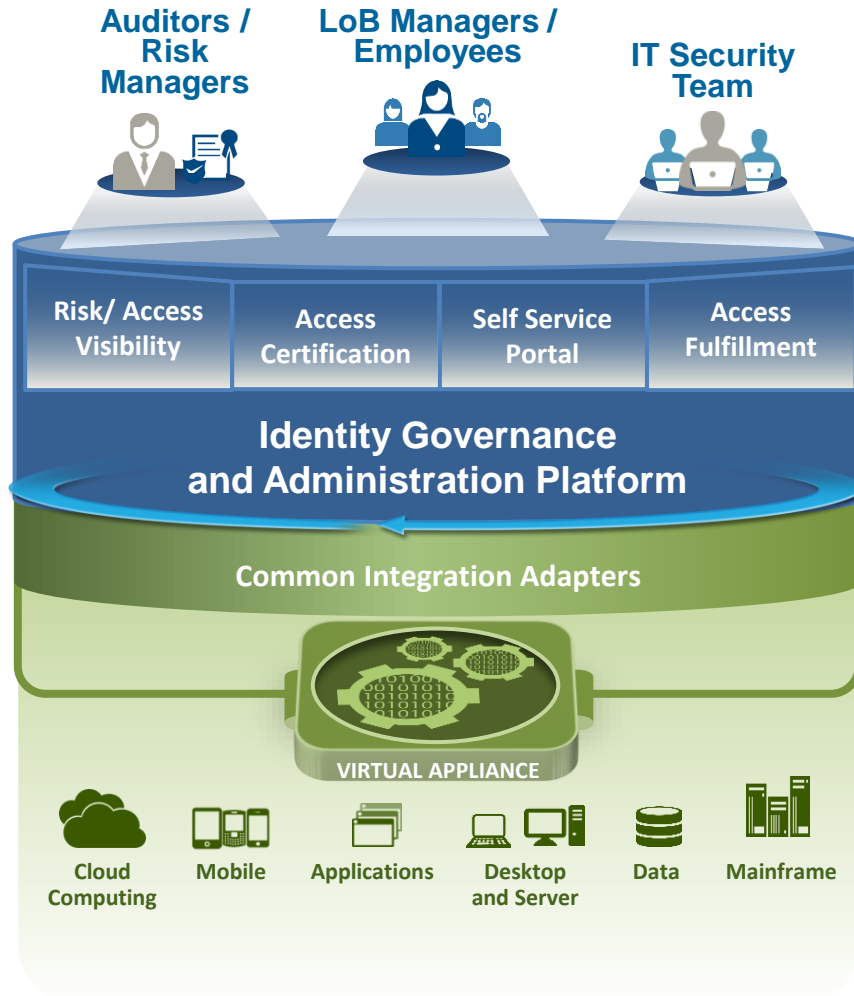 Auditors /
Risk
Managers
LoB Managers /
Employees
IT Security
Team
Risk/ Access
Visibility
Access
Certification
Self Service
Portal
Access
Fulfillment
Identity Governance
and Administration Platform
Common Integration Adapters
VIRTUAL APPLIANCE
Cloud
Computing
Mobile
Applications
Desktop
and Server
Data
Mainframe